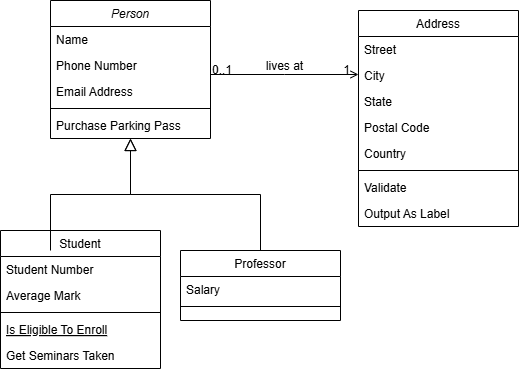 Person
Name
Phone Number
Email Address
Purchase Parking Pass
0..1
lives at
1
Address
Street
City
State
Postal Code
Country
Validate
Output As Label
Student
Student Number
Average Mark
Is Eligible To Enroll
Get Seminars Taken
Professor
Salary